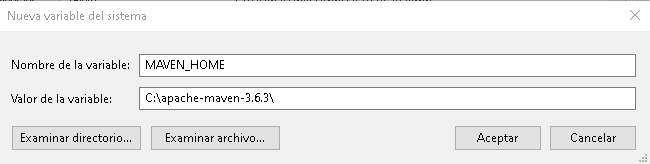 Nueva variable del sistema
Nombre de la variable: MAVEN_HOME
Valor de la variable: C:\apache-maven-3.6.3\
Examinar directorio... Examinar archivo... Aceptar Cancelar